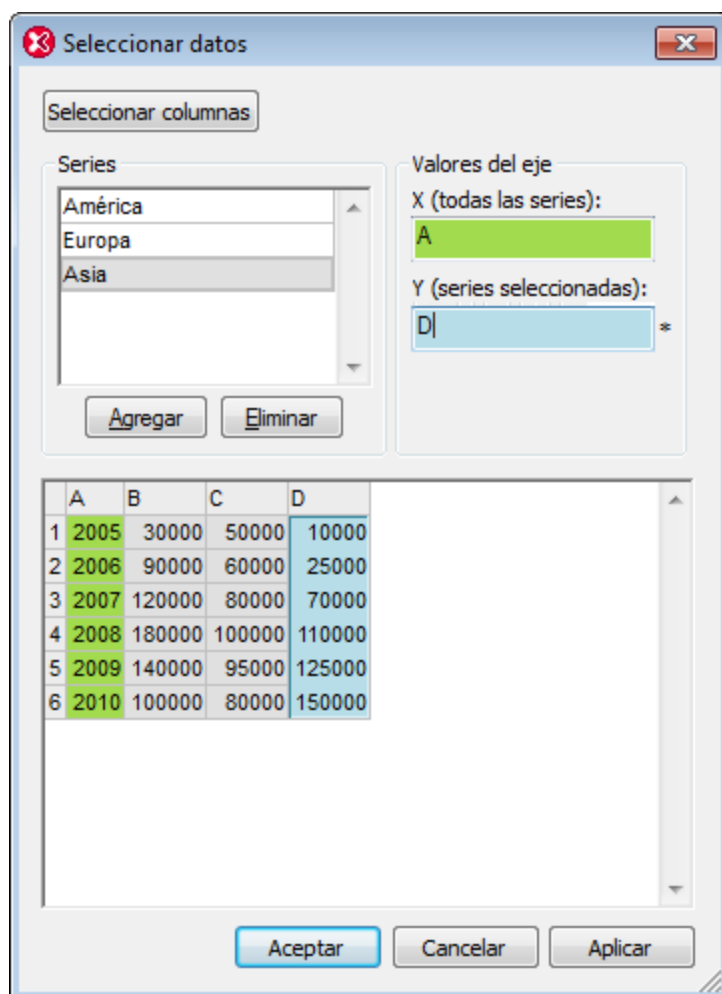 Seleccionar datos
Seleccionar columnas
Series
América
Europa
Asia
Agregar Eliminar
Valores del eje
X (todas las series):
A
Y (series seleccionadas):
D *
A B C D
1 2005 30000 50000 10000
2 2006 90000 60000 25000
3 2007 120000 80000 70000
4 2008 180000 100000 110000
5 2009 140000 95000 125000
6 2010 100000 80000 150000
Aceptar Cancelar Aplicar